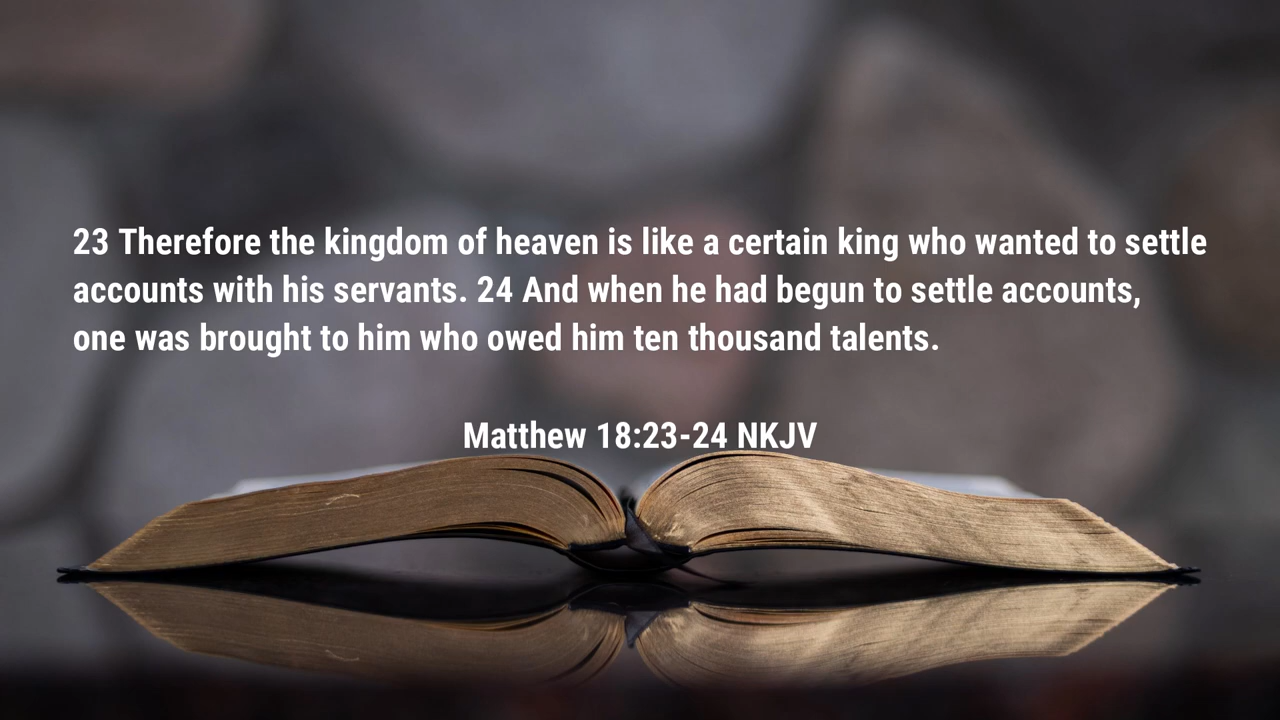 23 Therefore the kingdom of heaven is like a certain king who wanted to settle
accounts with his servants. 24 And when he had begun to settle accounts,
one was brought to him who owed him ten thousand talents.
Matthew 18:23-24 NKJV